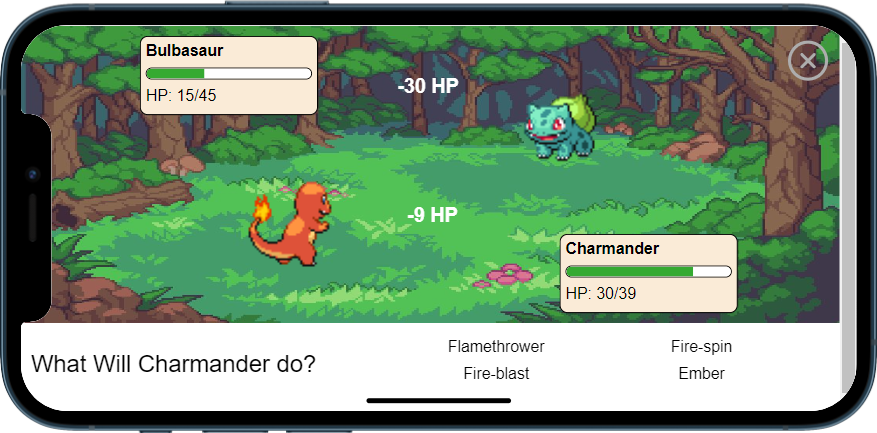 Bulbasaur
HP: 15/45
-30 HP
-9 HP
Charmander
HP: 30/39
What Will Charmander do?
Flamethrower
Fire-spin
Fire-blast
Ember